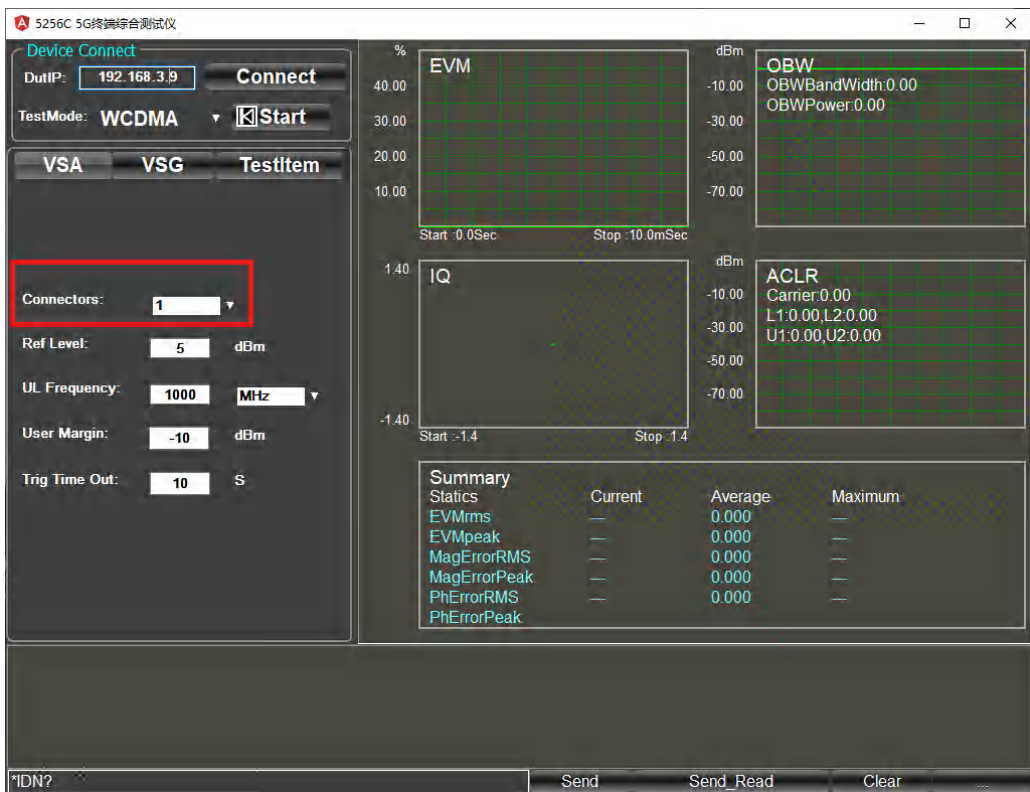 5256C 5G终端综合测试仪
Device Connect
DutIP: 192.168.3.9 Connect
TestMode: WCDMA Start
VSA VSG TestItem
Connectors: 1
Ref Level: 5 dBm
UL Frequency: 1000 MHz
User Margin: -10 dBm
Trig Time Out: 10 S
%
40.00
30.00
20.00
10.00
EVM
Start :0.0Sec Stop :10.0mSec
dBm
-10.00
-30.00
-50.00
-70.00
OBW
OBWBandWidth:0.00
OBWPower:0.00
1.40
-1.40
IQ
Start :-1.4 Stop :1.4
dBm
-10.00
-30.00
-50.00
-70.00
ACLR
Carrier:0.00
L1:0.00,L2:0.00
U1:0.00,U2:0.00
Summary
Statics Current Average Maximum
EVMrms --- 0.000 ---
EVMpeak --- 0.000 ---
MagErrorRMS --- 0.000 ---
MagErrorPeak --- 0.000 ---
PhErrorRMS --- 0.000 ---
PhErrorPeak
*IDN? Send Send_Read Clear ...